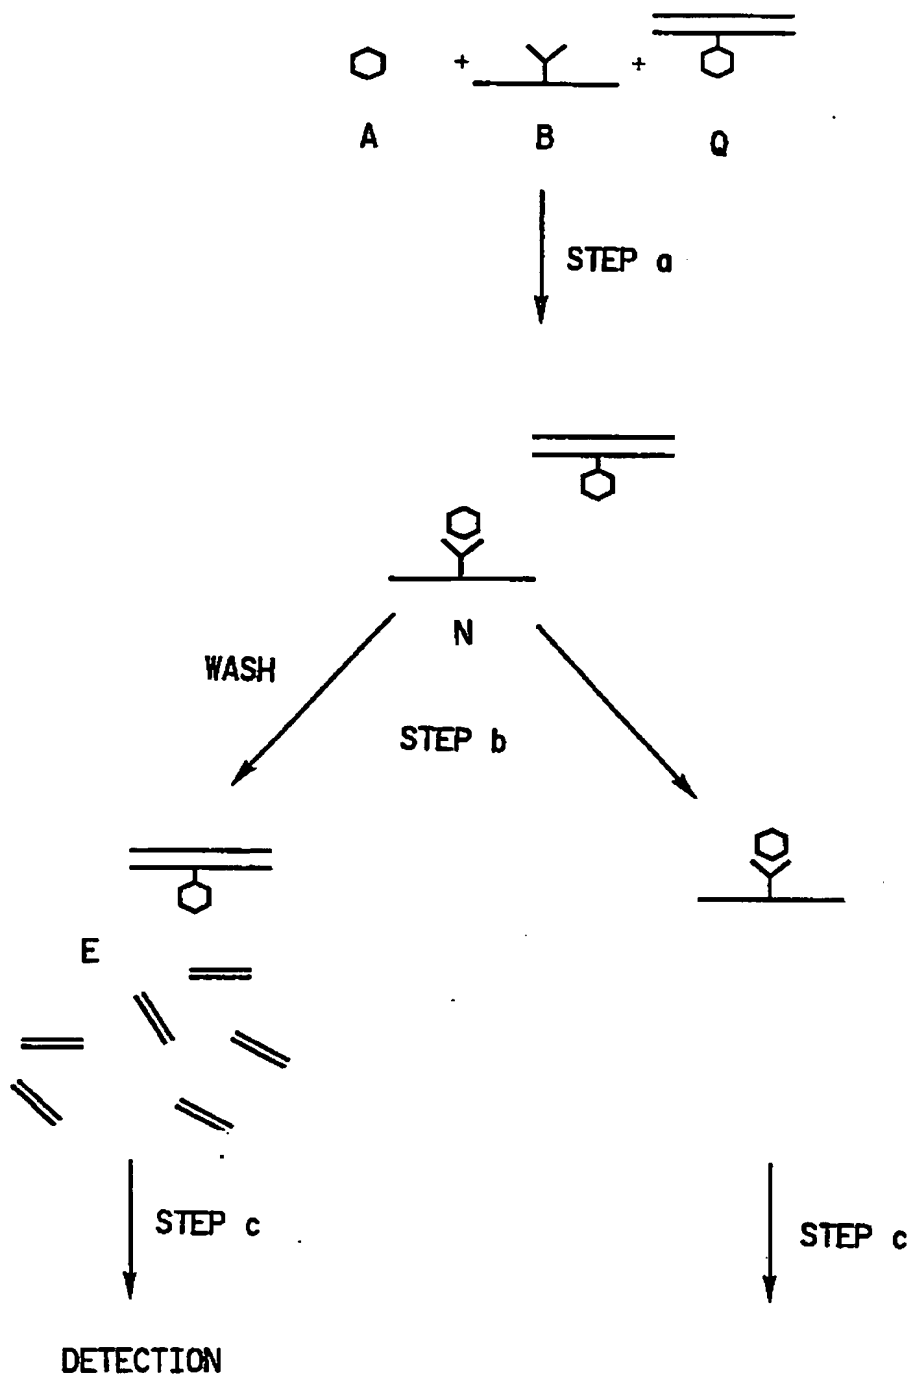 + +
A B Q
STEP a
N
WASH
STEP b
E
STEP c
STEP c
DETECTION